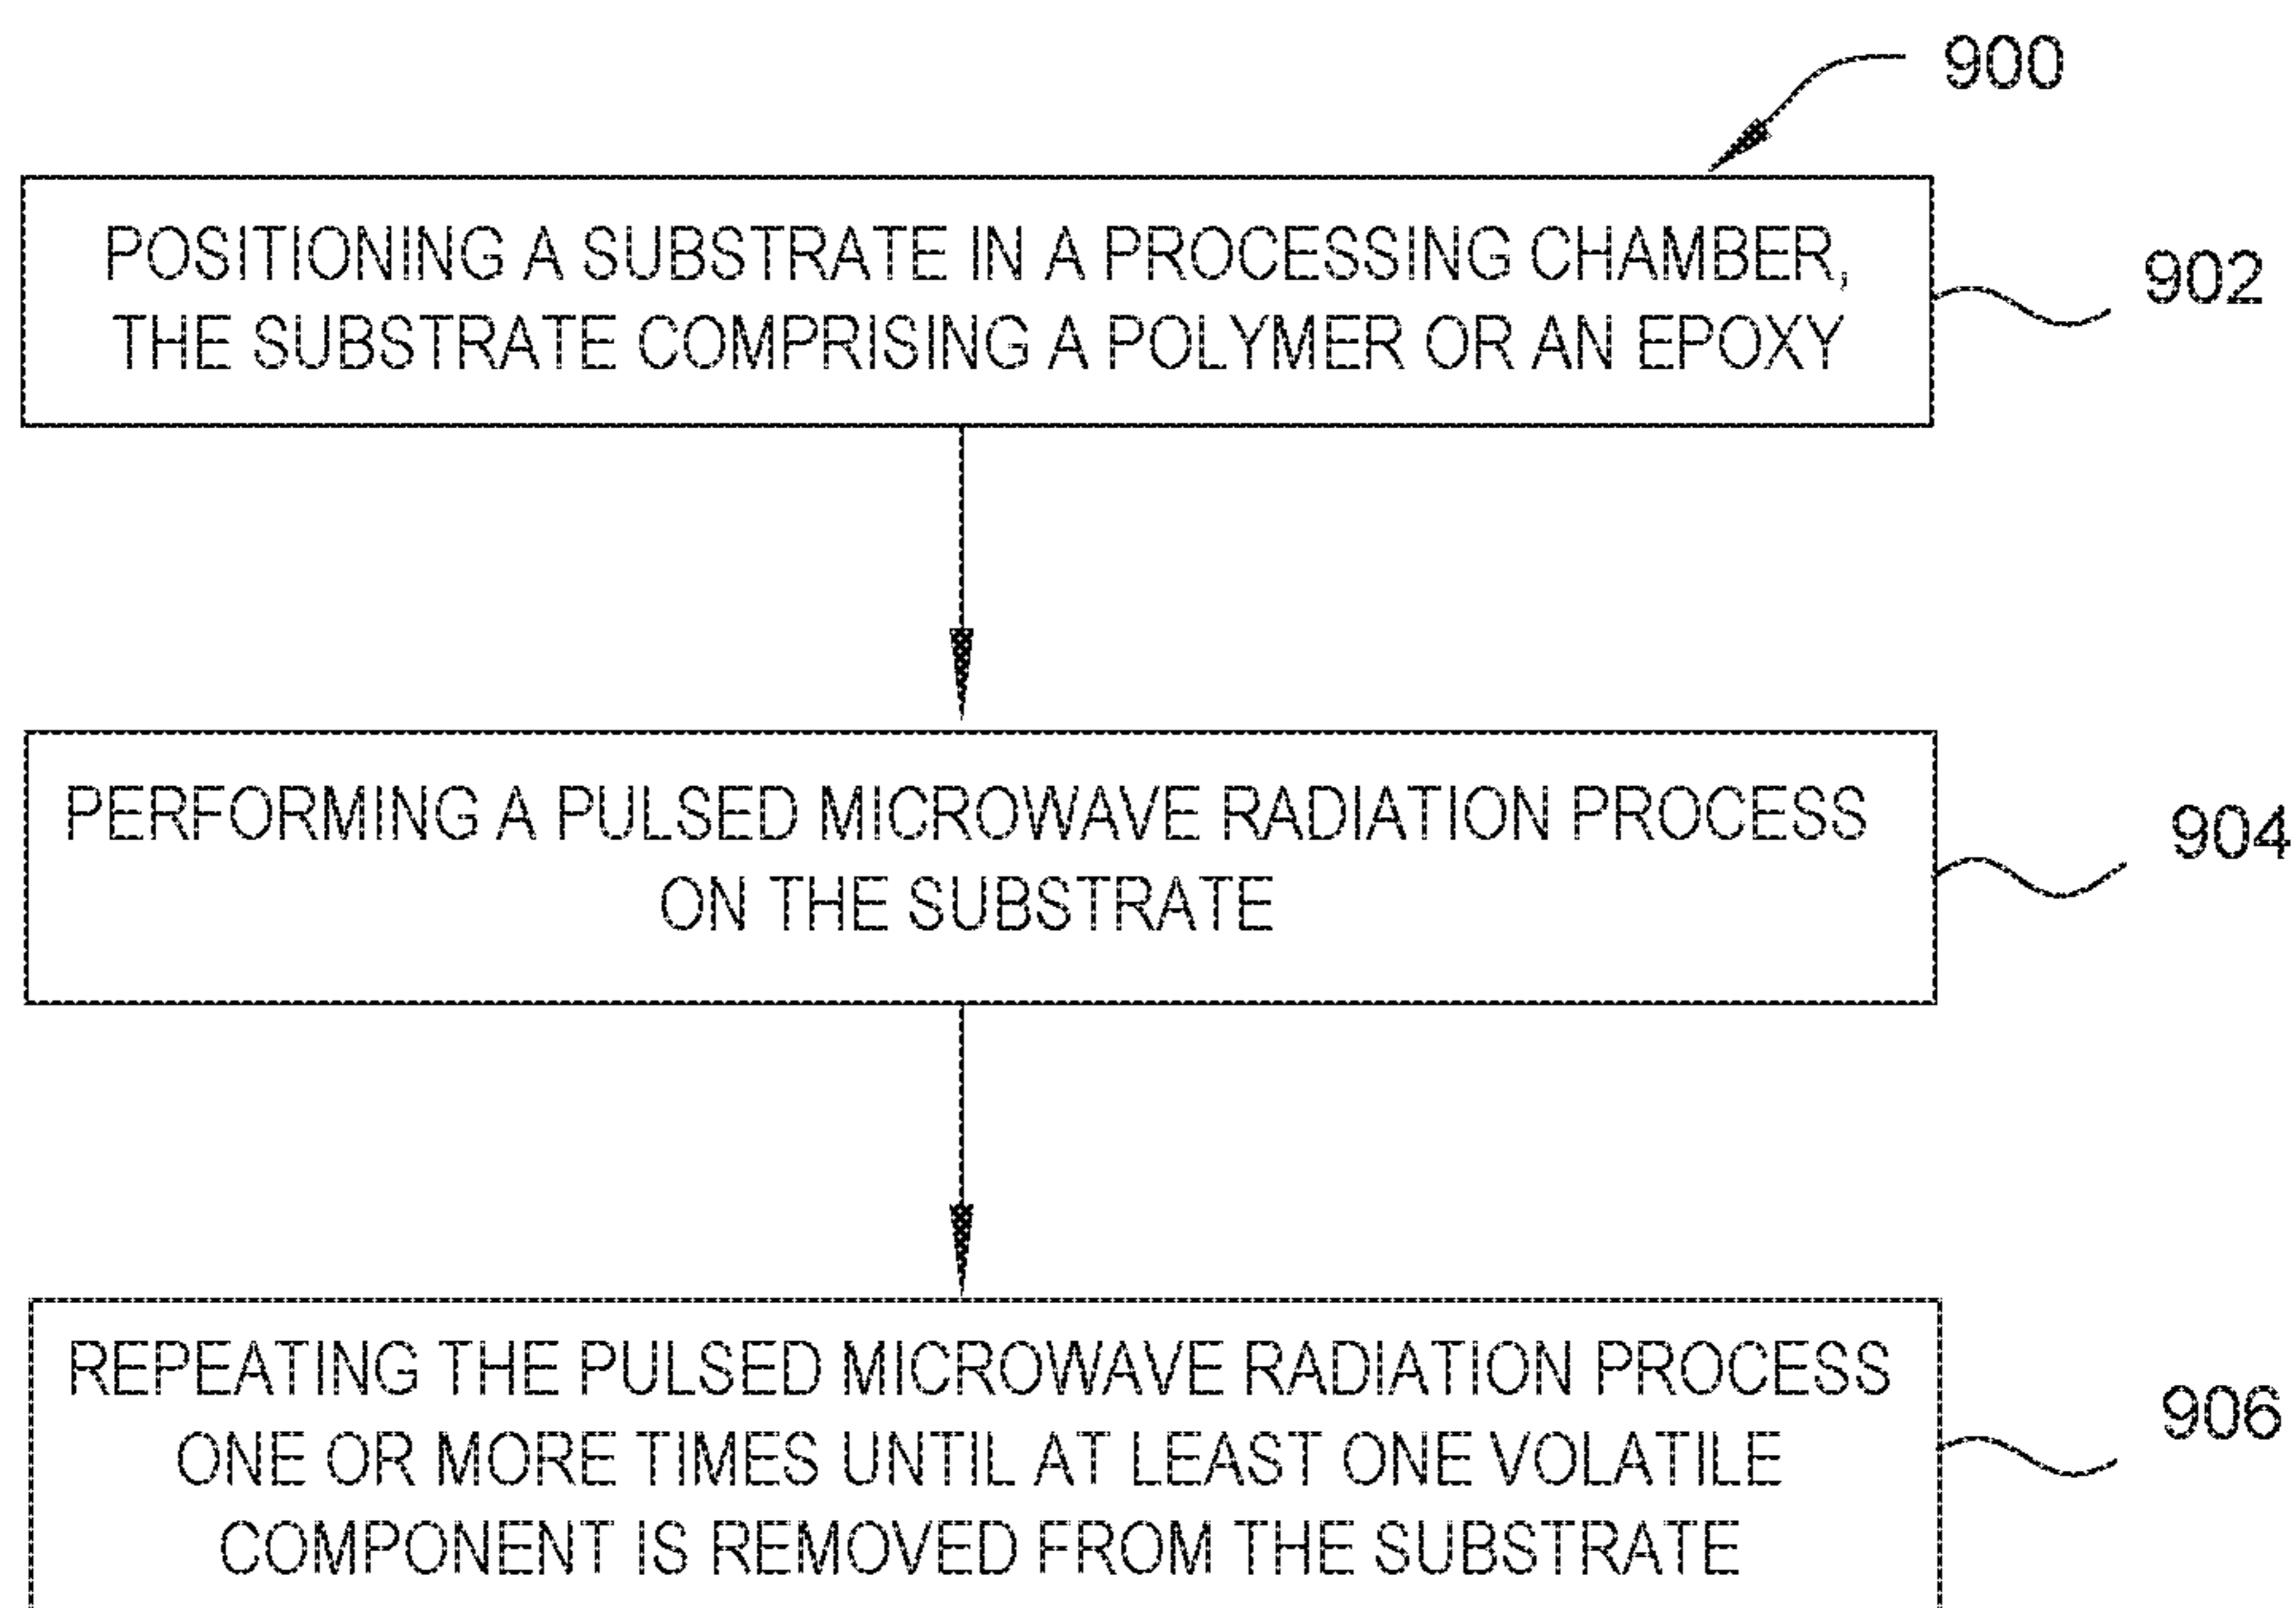 900
POSITIONING A SUBSTRATE IN A PROCESSING CHAMBER,
THE SUBSTRATE COMPRISING A POLYMER OR AN EPOXY
902
PERFORMING A PULSED MICROWAVE RADIATION PROCESS
ON THE SUBSTRATE
904
REPEATING THE PULSED MICROWAVE RADIATION PROCESS
ONE OR MORE TIMES UNTIL AT LEAST ONE VOLATILE
COMPONENT IS REMOVED FROM THE SUBSTRATE
906